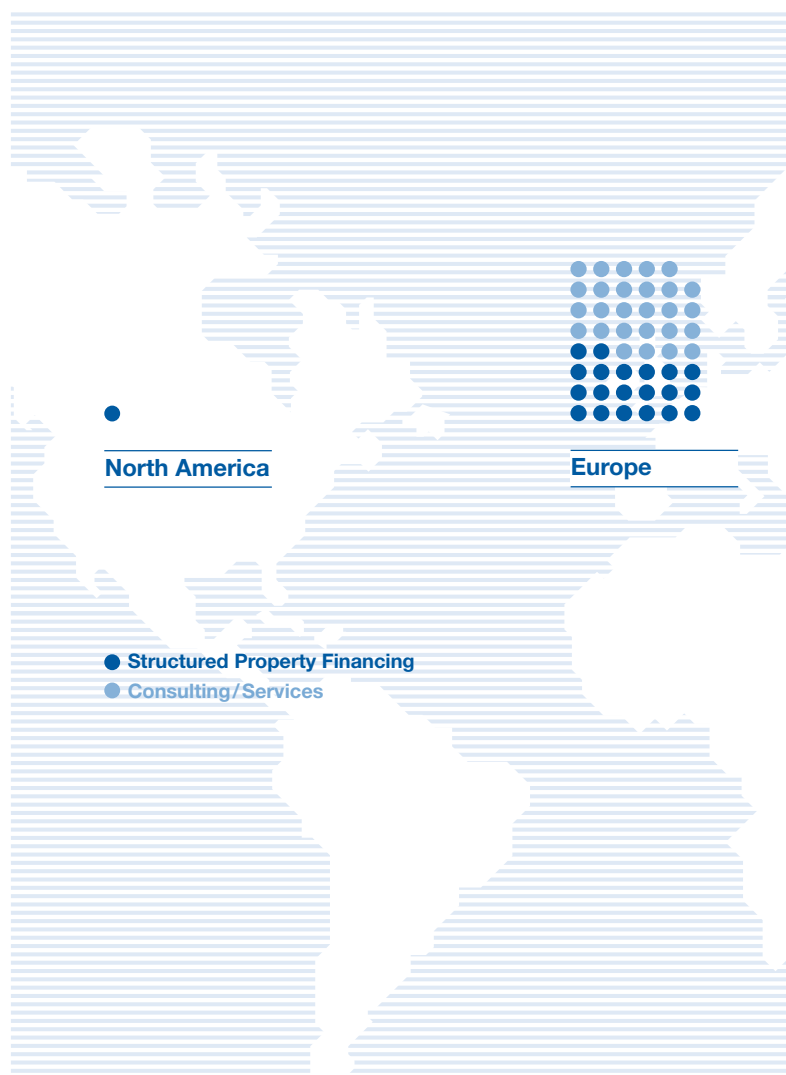 North America
Europe
Structured Property Financing
Consulting/Services